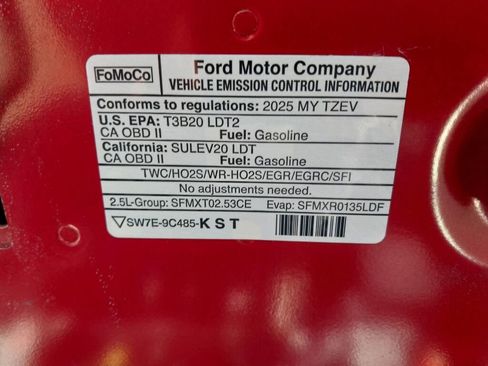 FoMoCo
Ford Motor Company
VEHICLE EMISSION CONTROL INFORMATION
Conforms to regulations: 2025 MY TZEV
U.S. EPA: T3B20 LDT2
CA OBD II Fuel: Gasoline
California: SULEV20 LDT
CA OBD II Fuel: Gasoline
TWC/HO2S/WR-HO2S/EGR/EGRC/SFI
No adjustments needed.
2.5L-Group: SFMXT02.53CE Evap: SFMXR0135LDF
SW7E-9C485-K S T